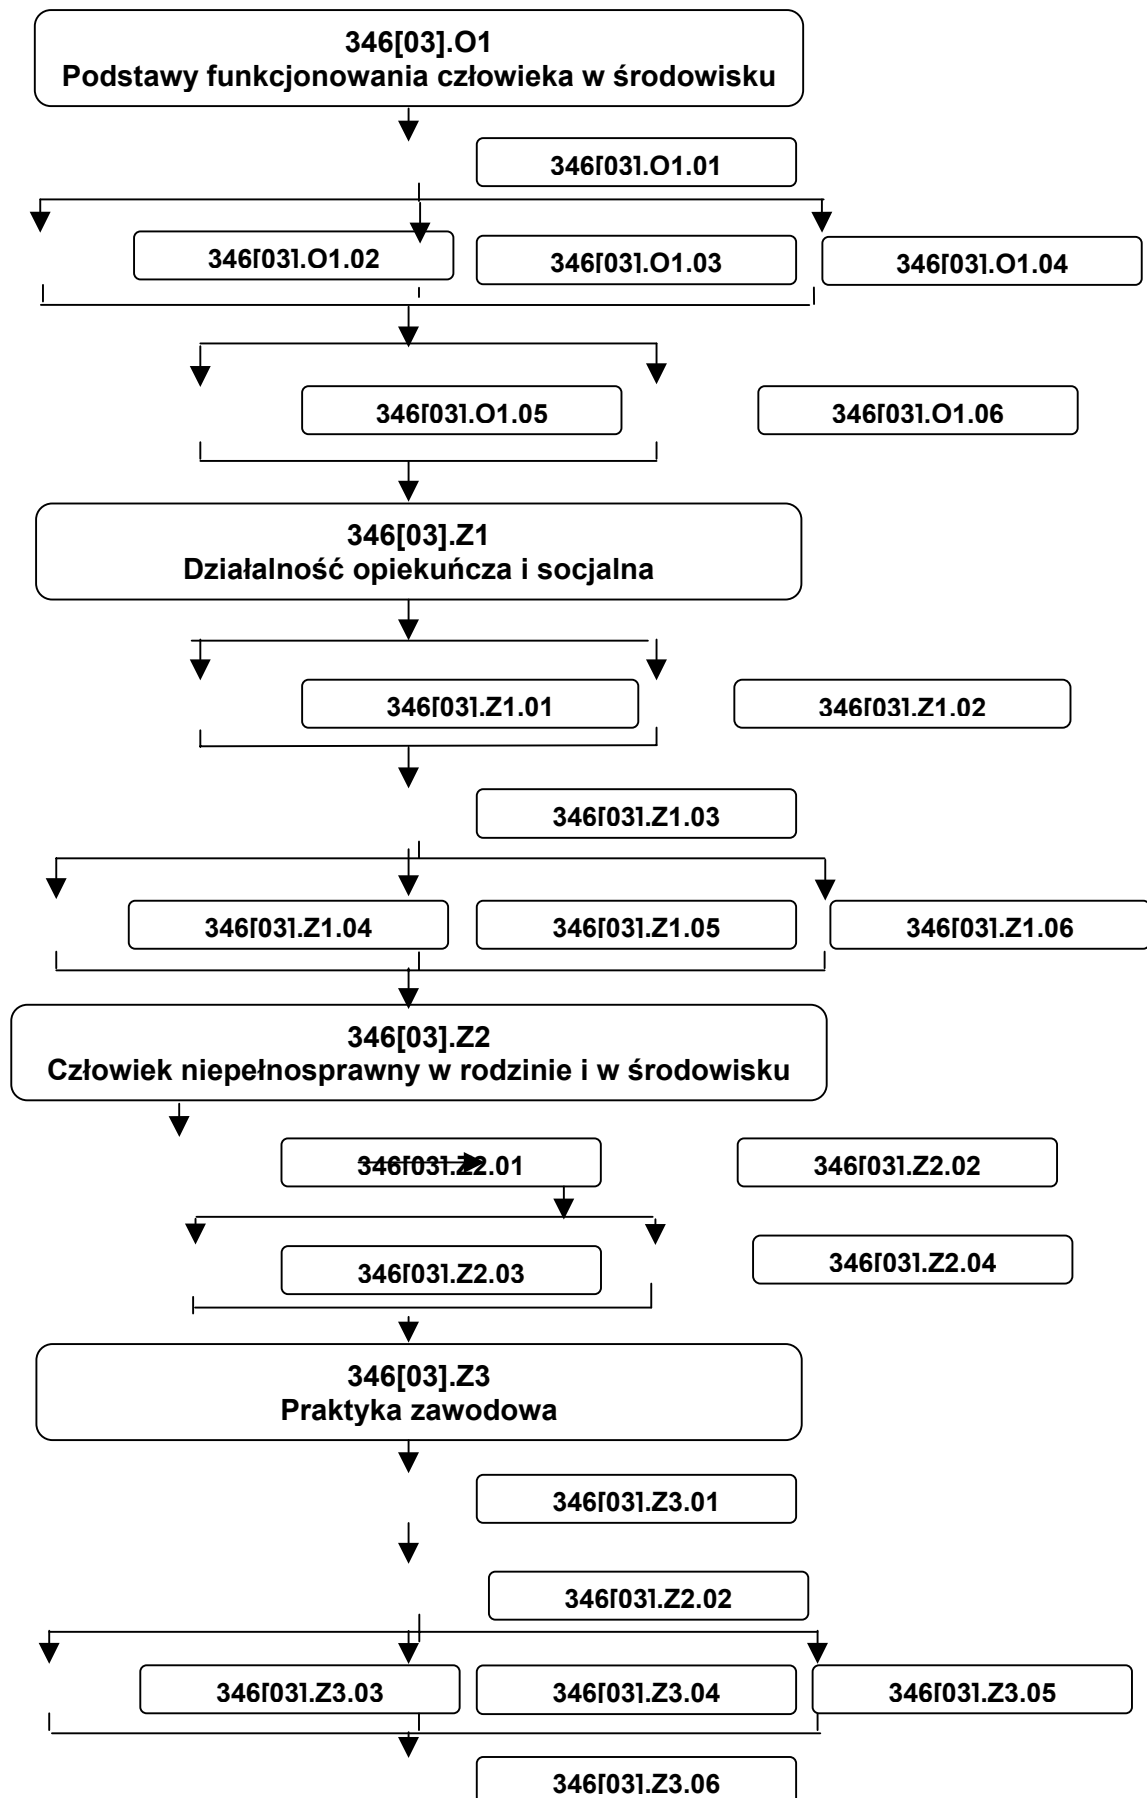 346[03].O1
Podstawy funkcjonowania człowieka w środowisku
346[03].O1.01
346[03].O1.02
346[03].O1.03
346[03].O1.04
346[03].O1.05
346[03].O1.06
346[03].Z1
Działalność opiekuńcza i socjalna
346[03].Z1.01
346[03].Z1.02
346[03].Z1.03
346[03].Z1.04
346[03].Z1.05
346[03].Z1.06
346[03].Z2
Człowiek niepełnosprawny w rodzinie i w środowisku
346[03].Z2.01
346[03].Z2.02
346[03].Z2.03
346[03].Z2.04
346[03].Z3
Praktyka zawodowa
346[03].Z3.01
346[03].Z2.02
346[03].Z3.03
346[03].Z3.04
346[03].Z3.05
346[03].Z3.06